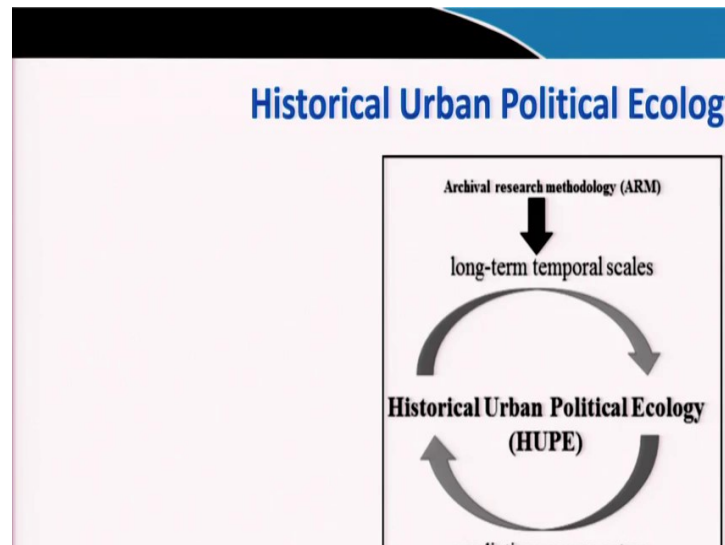 Historical Urban Political Ecolog
Archival research methodology (ARM)
long-term temporal scales
Historical Urban Political Ecology
(HUPE)